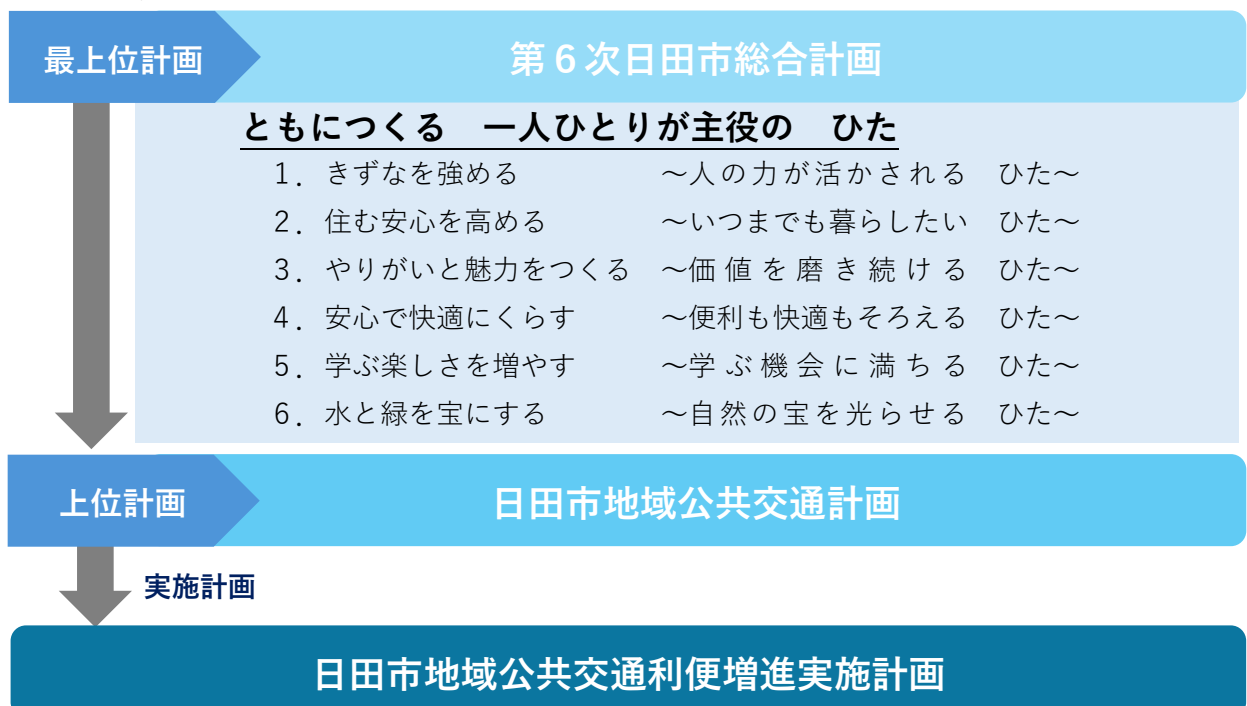 最上位計画
第6次日田市総合計画
ともにつくる　一人ひとりが主役の　ひた
1．きずなを強める　～人の力が活かされる　ひた～
2．住む安心を高める　～いつまでも暮らしたい　ひた～
3．やりがいと魅力をつくる　～価値を磨き続ける　ひた～
4．安心で快適にくらす　～便利も快適もそろえる　ひた～
5．学ぶ楽しさを増やす　～学ぶ機会に満ちる　ひた～
6．水と緑を宝にする　～自然の宝を光らせる　ひた～
上位計画
日田市地域公共交通計画
実施計画
日田市地域公共交通利便増進実施計画